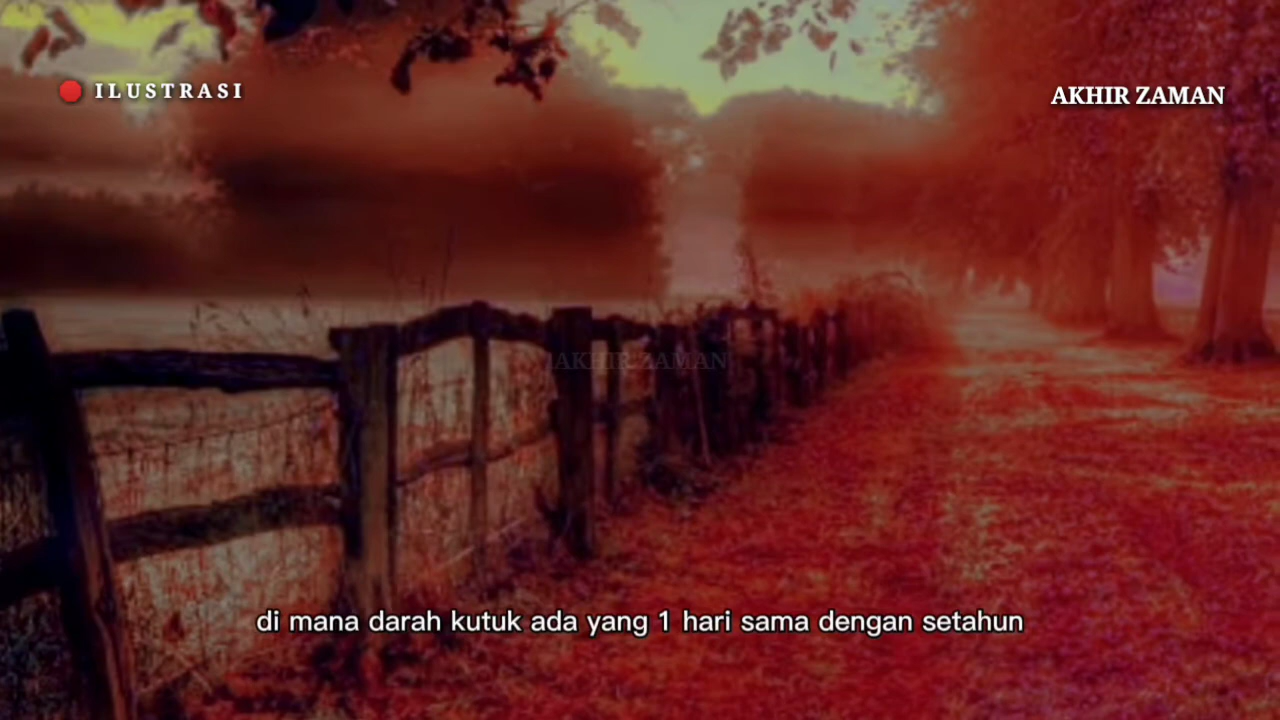 ILUSTRASI
AKHIR ZAMAN
AKHIR ZAMAN
di mana darah kutuk ada yang 1 hari sama dengan setahun